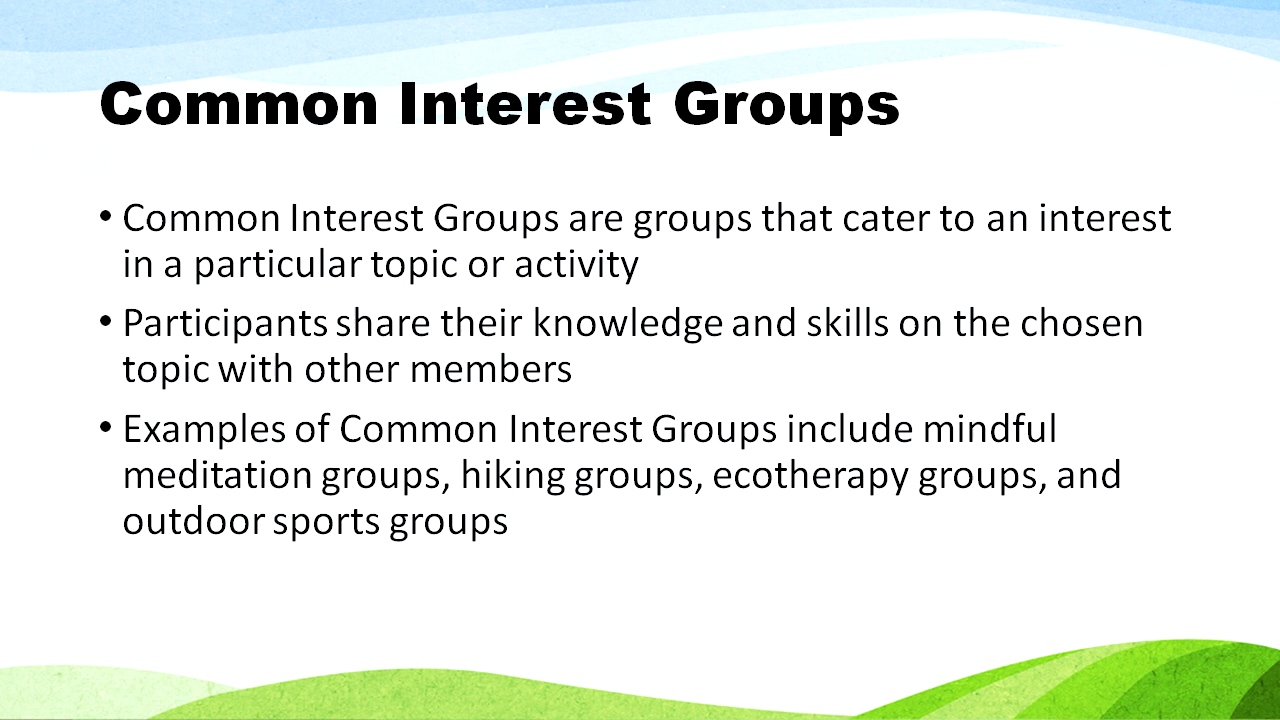 Common Interest Groups
• Common Interest Groups are groups that cater to an interest
in a particular topic or activity
• Participants share their knowledge and skills on the chosen
topic with other members
• Examples of Common Interest Groups include mindful
meditation groups, hiking groups, ecotherapy groups, and
outdoor sports groups